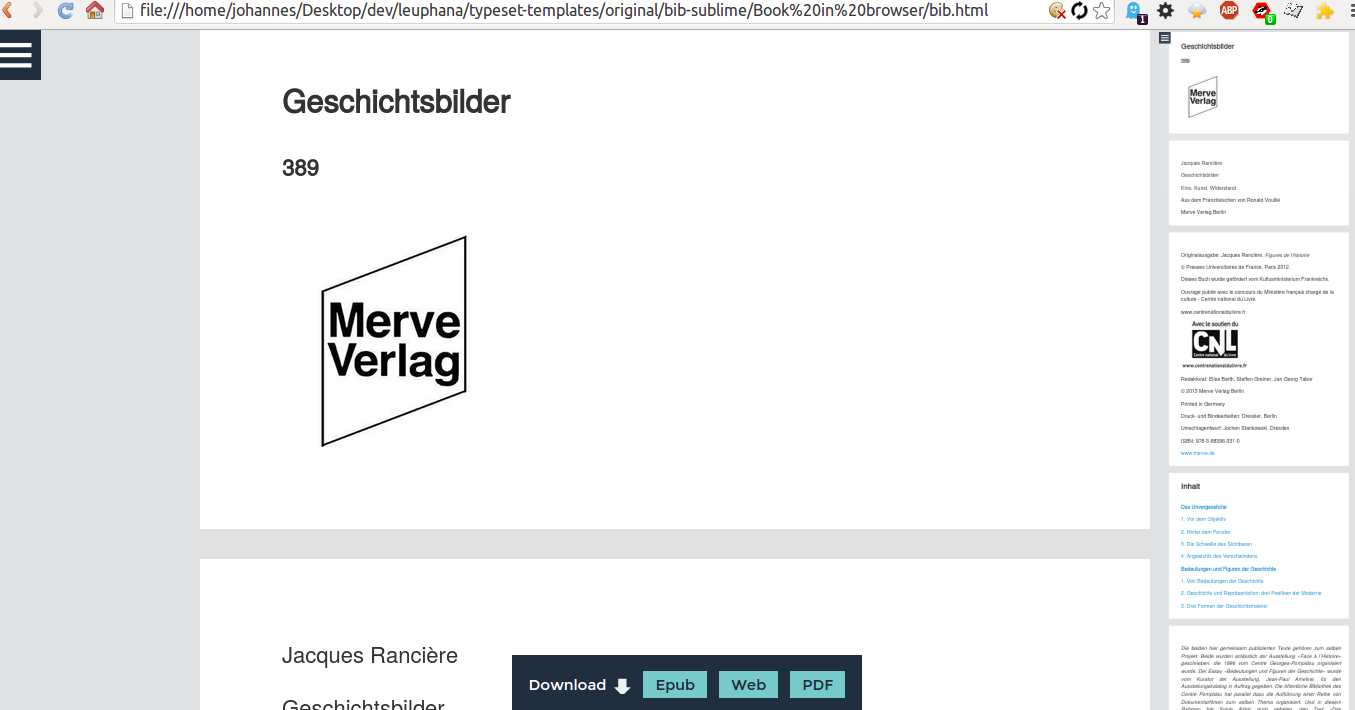 file:///home/johannes/Desktop/dev/leuphana/typeset-templates/original/bib-sublime/Book%20in%20browser/bib.html
1
ABP
0
Geschichtsbilder
389
Merve
Verlag
Jacques Rancière
Geschichtsbilder
Download
Epub
Web
PDF
Geschichtsbilder
389
Merve
Verlag
Jacques Rancière
Geschichtsbilder
Kino, Kunst, Widerstand
Aus dem Französischen von Ronald Voullié
Merve Verlag Berlin
Originalausgabe: Jacques Rancière, Figures de l'histoire
© Presses Universitaires de France, Paris 2012.
Dieses Buch wurde gefördert vom Kulturministerium Frankreichs.
Ouvrage publié avec le concours du Ministère français chargé de la
culture - Centre national du Livre.
www.centrenationaldulivre.fr
Avec le soutien du
CNL
Centre national du livre
www.centrenationaldulivre.fr
Redaktorat: Elisa Barth, Steffen Greiner, Jan Georg Tabor
© 2013 Merve Verlag Berlin
Printed in Germany
Druck- und Bindearbeiten: Dressler, Berlin
Umschlagentwurf: Jochen Stankowski, Dresden
ISBN: 978-3-88396-331-0
www.merve.de
Inhalt
Das Unvergessliche
1. Vor dem Objektiv
2. Hinter dem Fenster
3. Die Schwelle des Sichtbaren
4. Angesichts des Verschwindens
Bedeutungen und Figuren der Geschichte
1. Vier Bedeutungen der Geschichte
2. Geschichte und Repräsentation: drei Poetiken der Moderne
3. Drei Formen der Geschichtsmalerei
Die beiden hier gemeinsam publizierten Texte gehören zum selben
Projekt. Beide wurden anlässlich der Ausstellung «Face à l'Histoire»
geschrieben, die 1996 vom Centre Georges-Pompidou organisiert
wurde. Der Essay «Bedeutungen und Figuren der Geschichte» wurde
vom Kurator der Ausstellung, Jean-Paul Ameline, für den
Ausstellungskatalog in Auftrag gegeben. Die öffentliche Bibliothek des
Centre Pompidou hat parallel dazu die Aufführung einer Reihe von
Dokumentarfilmen zum selben Thema organisiert. Und in diesem